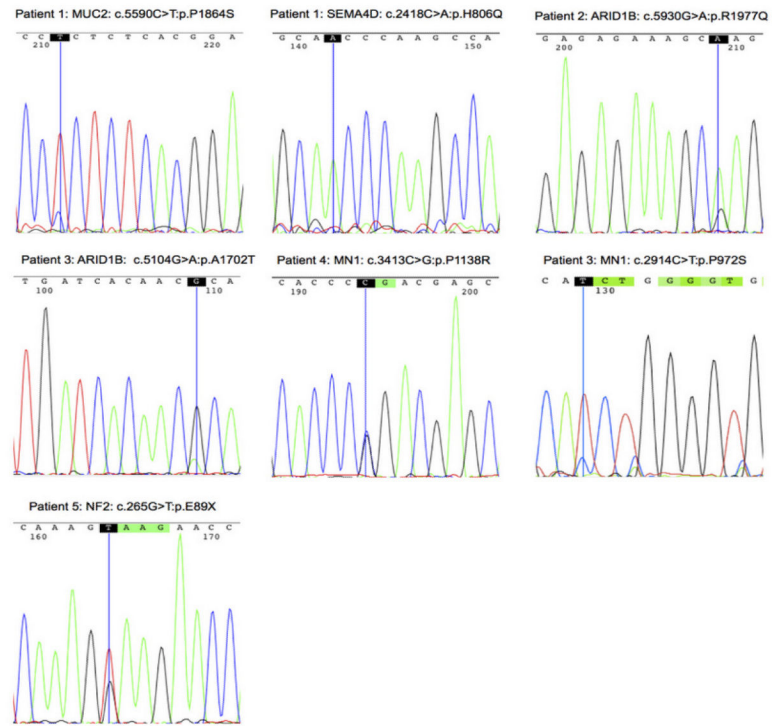 Patient 1: MUC2: c.5590C>T:p.P1864S
C C T C T C T C A C G G A
210 220
Patient 1: SEMA4D: c.2418C>A:p.H806Q
G C A A C C C A A G C C A
140 150
Patient 2: ARID1B: c.5930G>A:p.R1977Q
G A G A G A A A G C A A G
200 210
Patient 3: ARID1B: c.5104G>A:p.A1702T
T G A T C A C A A C G C A
100 110
Patient 4: MN1: c.3413C>G:p.P1138R
C A C C C C G A C G A G C
190 200
Patient 3: MN1: c.2914C>T:p.P972S
C A T C T G G G G T G
130
Patient 5: NF2: c.265G>T:p.E89X
C A A A G T A A G A A C C
160 170